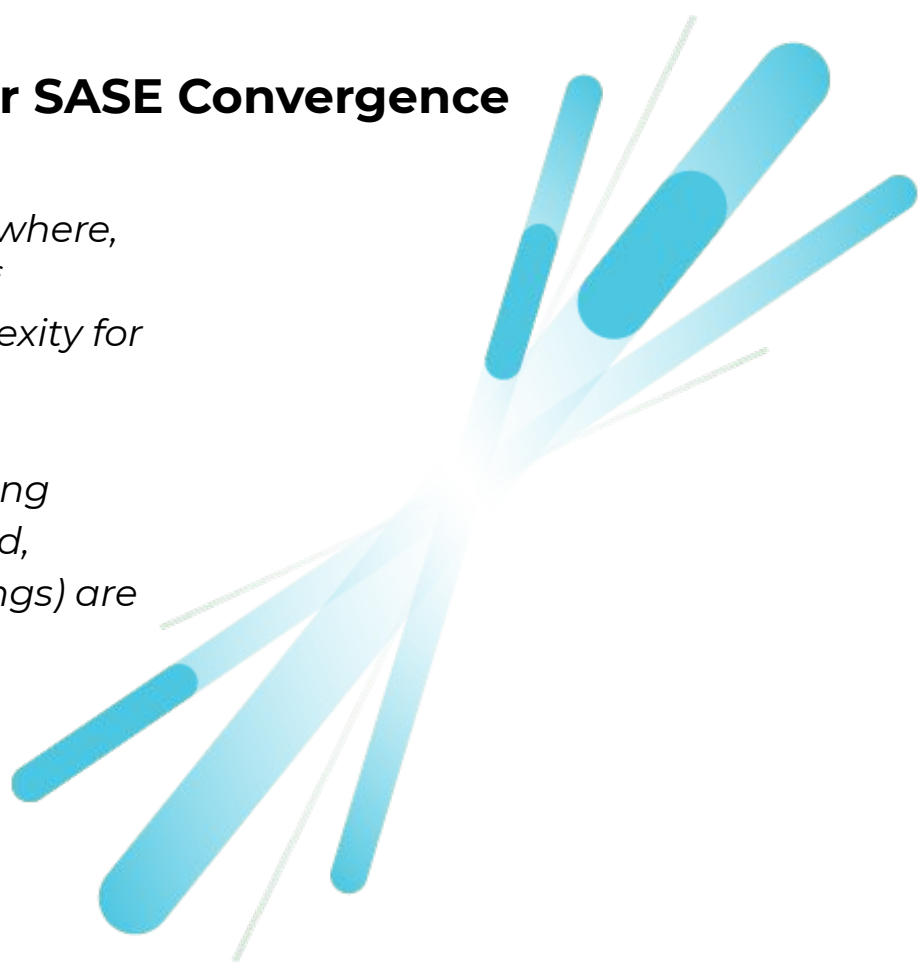 r SASE Convergence
where,
exity for
ng
d,
ngs) are